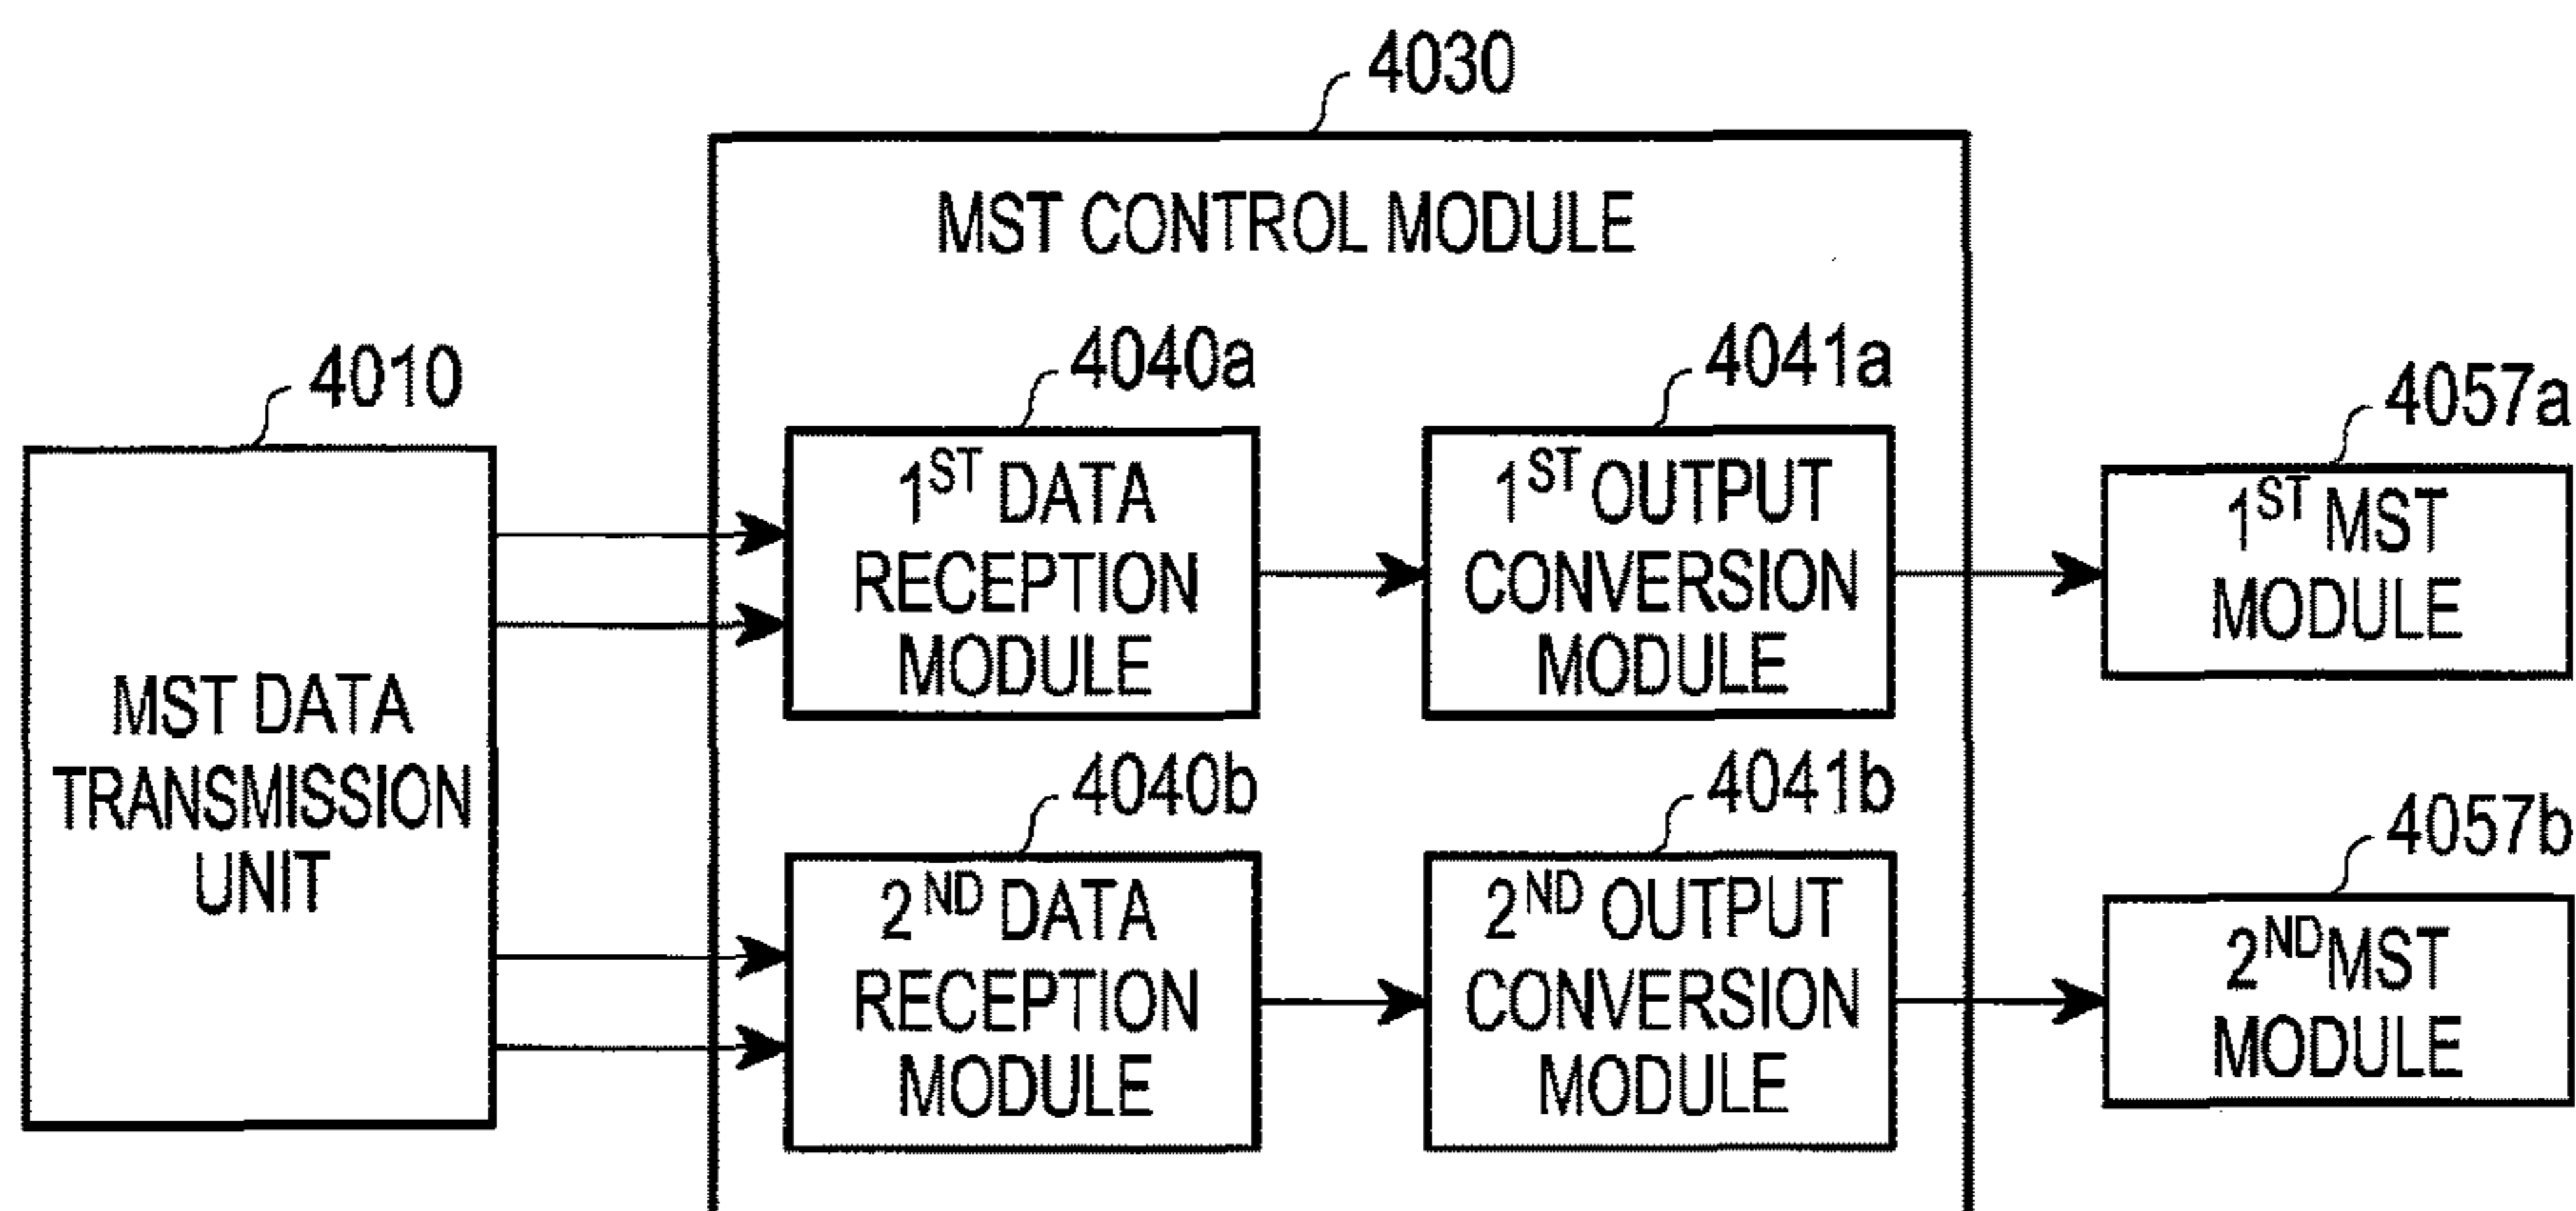 4030
MST CONTROL MODULE
4010
MST DATA
TRANSMISSION
UNIT
4040a
1ST DATA
RECEPTION
MODULE
4041a
1ST OUTPUT
CONVERSION
MODULE
4057a
1ST MST
MODULE
4040b
2ND DATA
RECEPTION
MODULE
4041b
2ND OUTPUT
CONVERSION
MODULE
4057b
2ND MST
MODULE